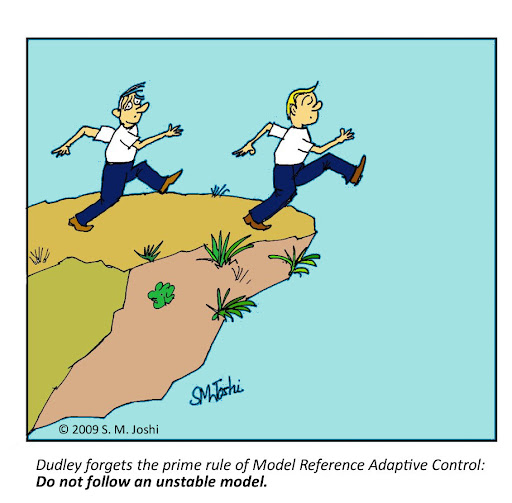 SMJoshi
© 2009 S. M. Joshi
Dudley forgets the prime rule of Model Reference Adaptive Control:
Do not follow an unstable model.